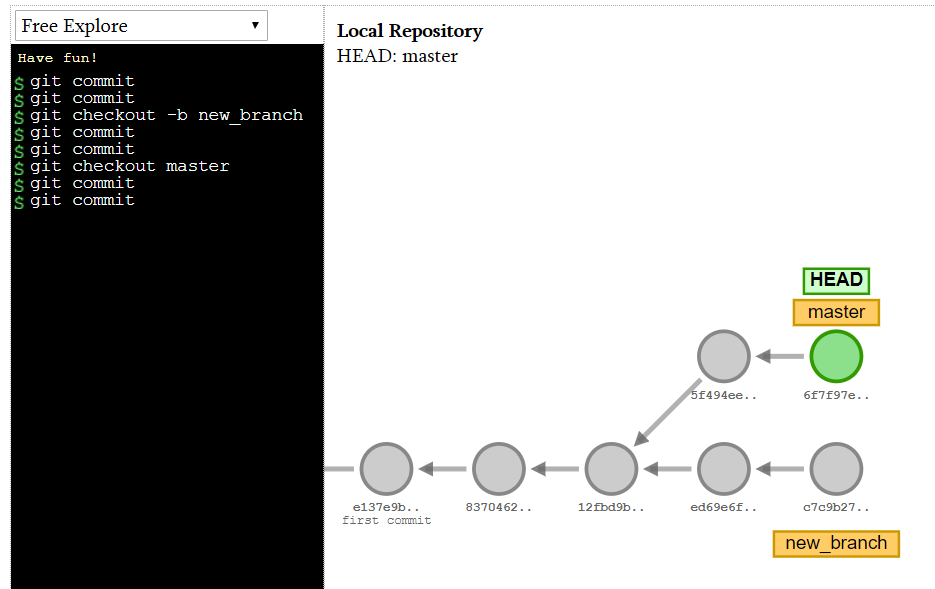 Free Explore
Have fun!
$ git commit
$ git commit
$ git checkout -b new_branch
$ git commit
$ git commit
$ git checkout master
$ git commit
$ git commit
Local Repository
HEAD: master
HEAD
master
5f494ee.. 6f7f97e..
e137e9b.. 8370462.. 12fbd9b.. ed69e6f.. c7c9b27..
first commit
new_branch